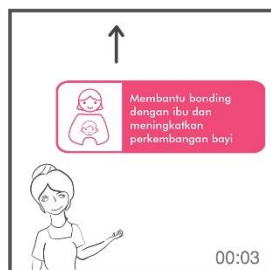 Membantu bonding
dengan ibu dan
meningkatkan
perkembangan bayi
00:03